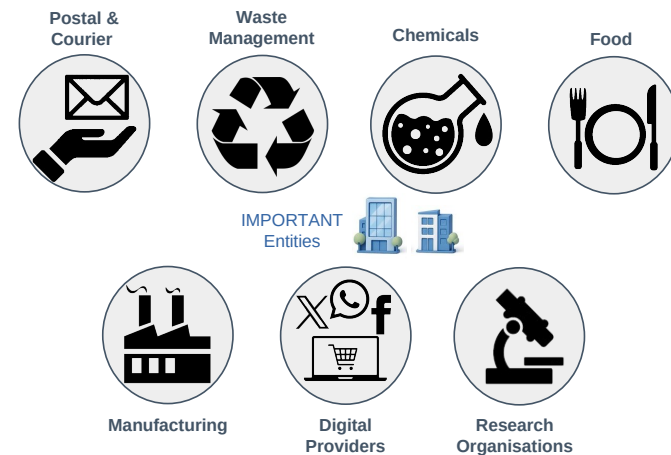 Postal &
Courier
Waste
Management
Chemicals
Food
IMPORTANT
Entities
Manufacturing
Digital
Providers
Research
Organisations